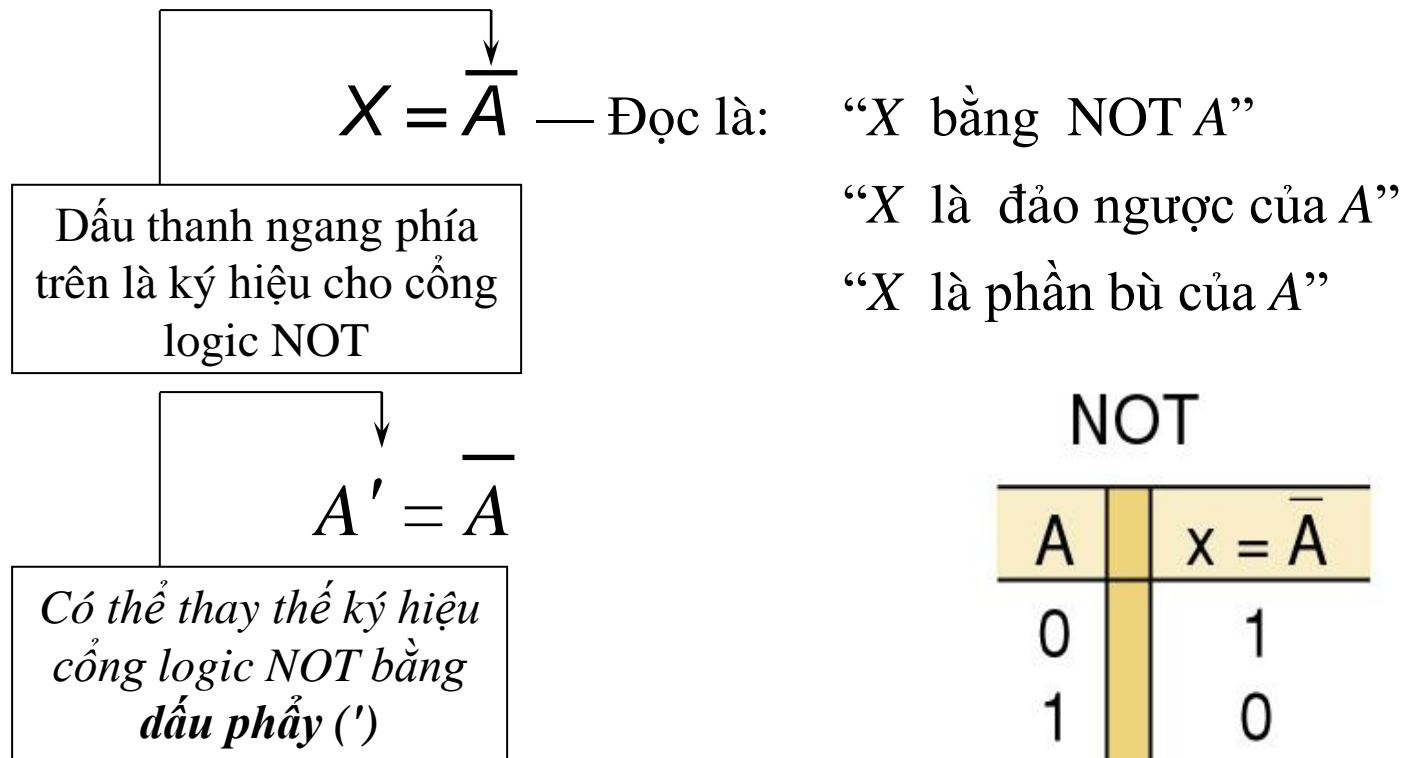 X = A̅ — Đọc là: “X bằng NOT A”
“X là đảo ngược của A”
“X là phần bù của A”
Dấu thanh ngang phía
trên là ký hiệu cho cổng
logic NOT
A' = A̅
Có thể thay thế ký hiệu
cổng logic NOT bằng
dấu phẩy (')
NOT
A x = A̅
0 1
1 0